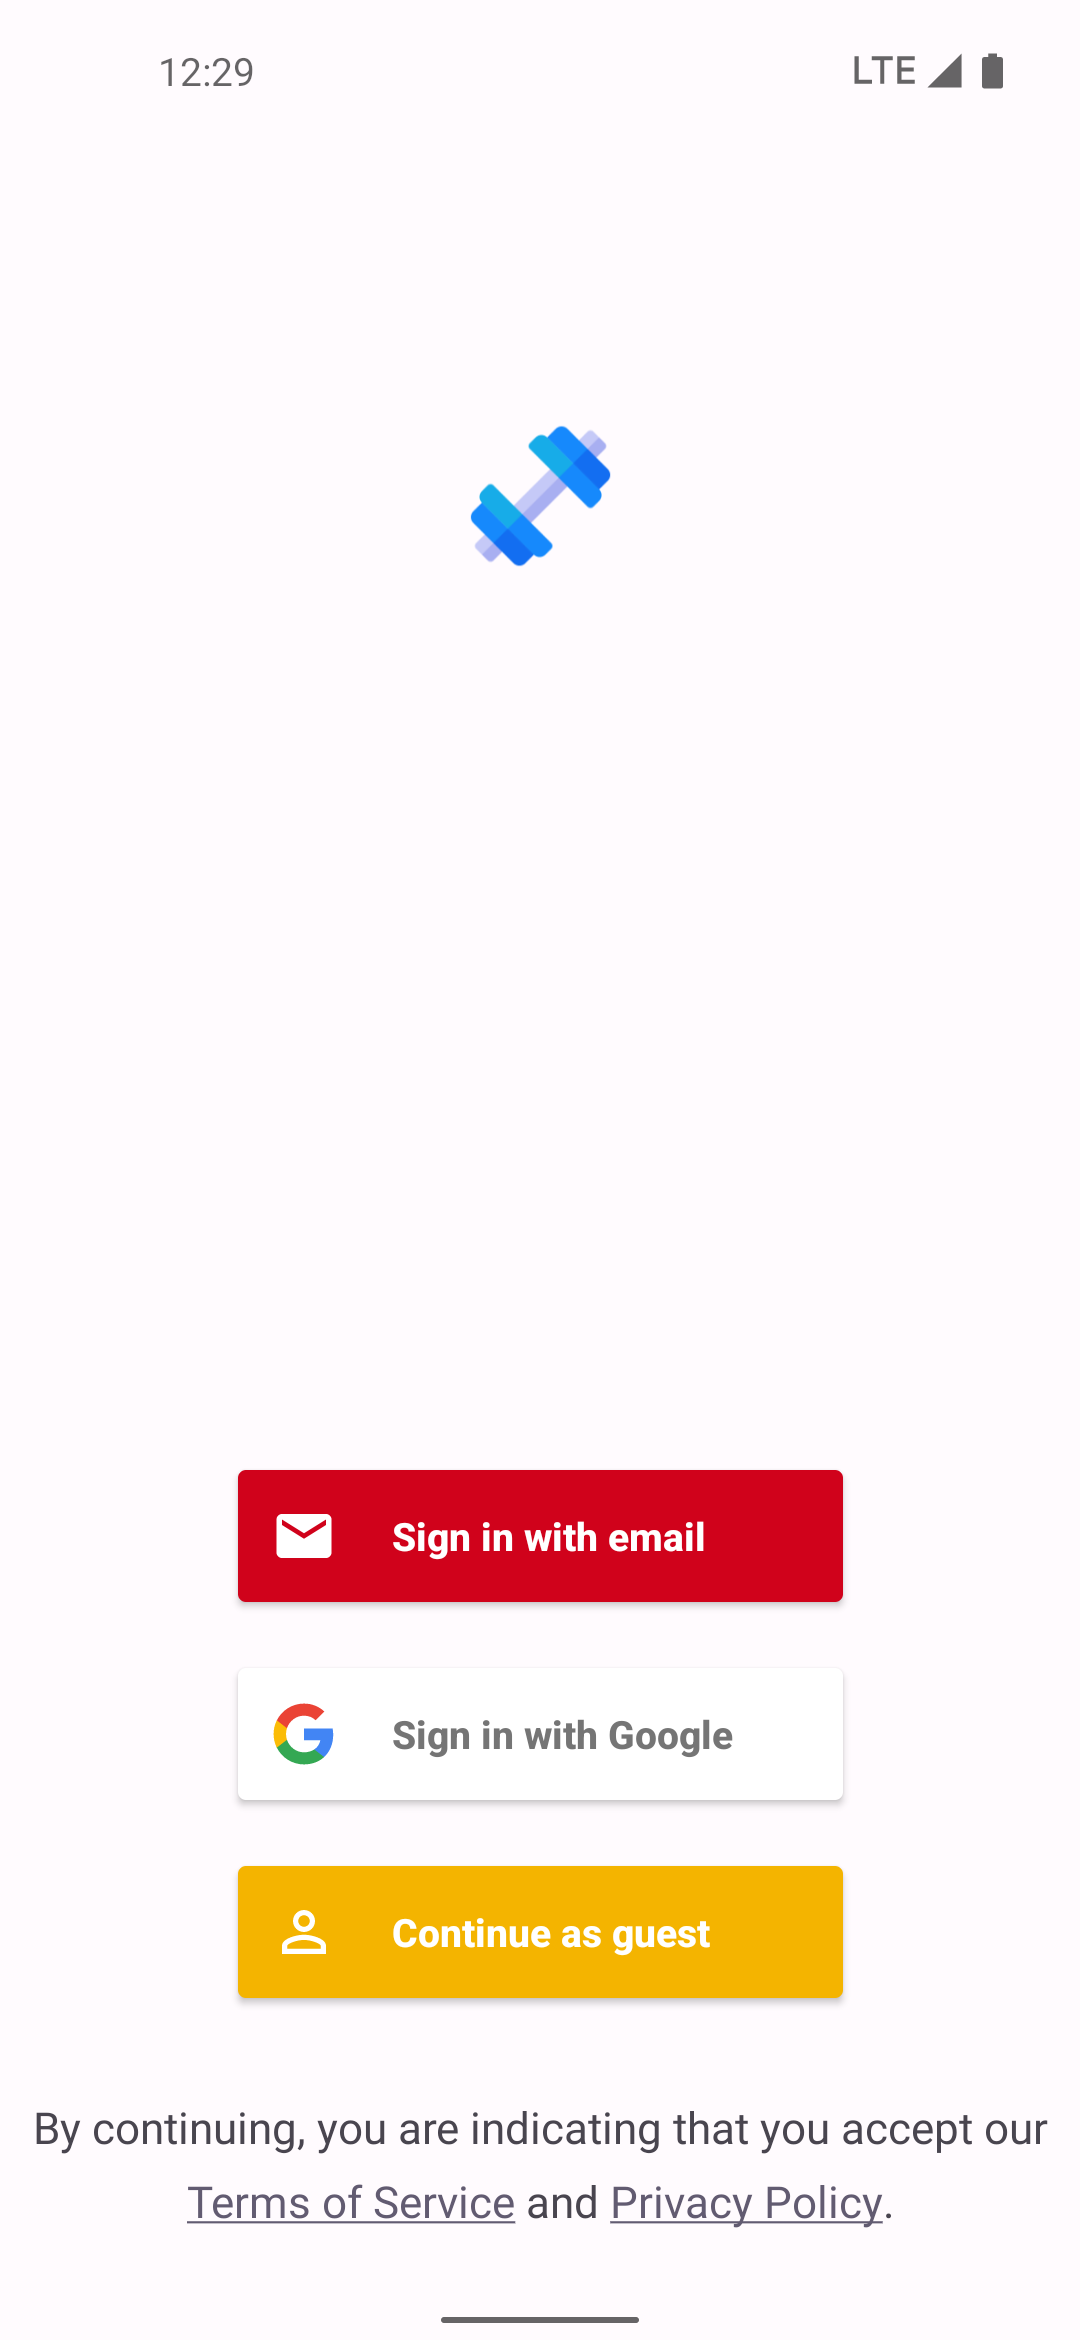 12:29
LTE
Sign in with email
Sign in with Google
Continue as guest
By continuing, you are indicating that you accept our
Terms of Service and Privacy Policy.